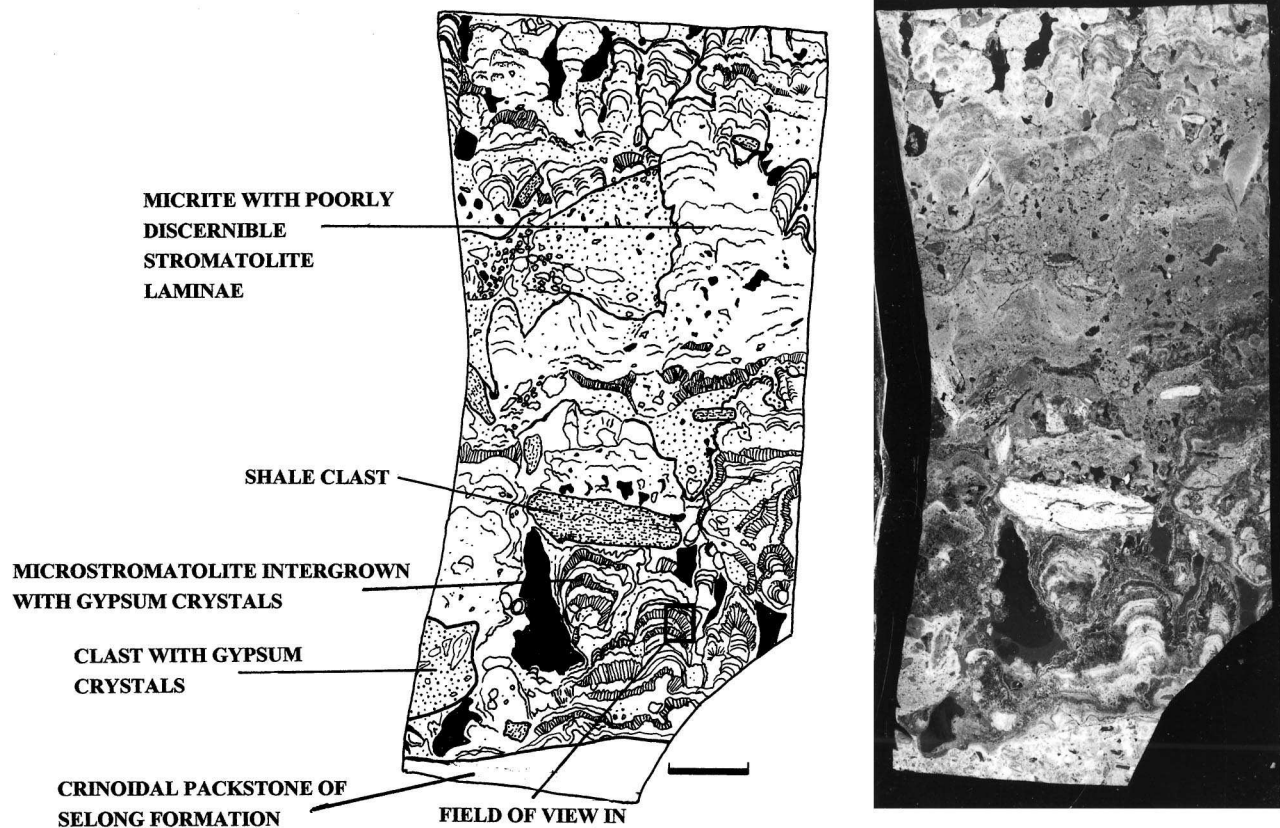 MICRITE WITH POORLY
DISCERNIBLE
STROMATOLITE
LAMINAE
SHALE CLAST
MICROSTROMATOLITE INTERGROWN
WITH GYPSUM CRYSTALS
CLAST WITH GYPSUM
CRYSTALS
CRINOIDAL PACKSTONE OF
SELONG FORMATION
FIELD OF VIEW IN